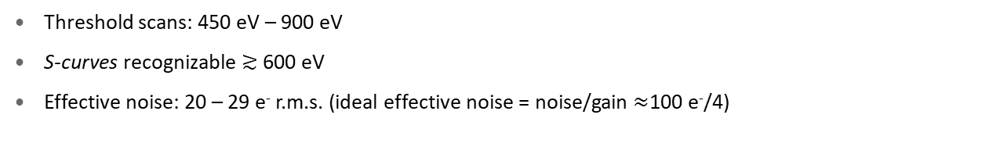 • Threshold scans: 450 eV – 900 eV
• S-curves recognizable ≳ 600 eV
• Effective noise: 20 – 29 e⁻ r.m.s. (ideal effective noise = noise/gain ≈100 e⁻/4)